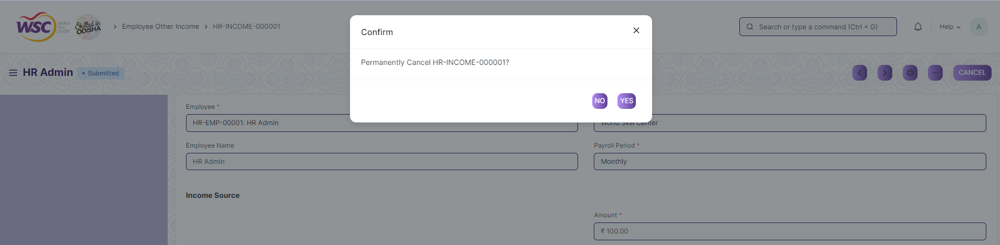 WSC WORLD SKILL CENTER Skilled in ODISHA > Employee Other Income > HR-INCOME-000001
Search or type a command (Ctrl + G)
Help
A
Confirm
Permanently Cancel HR-INCOME-000001?
NO YES
HR Admin • Submitted
CANCEL
Employee *
HR-EMP-00001: HR Admin
World Skill Center
Employee Name
HR Admin
Payroll Period *
Monthly
Income Source
Amount *
₹ 100.00